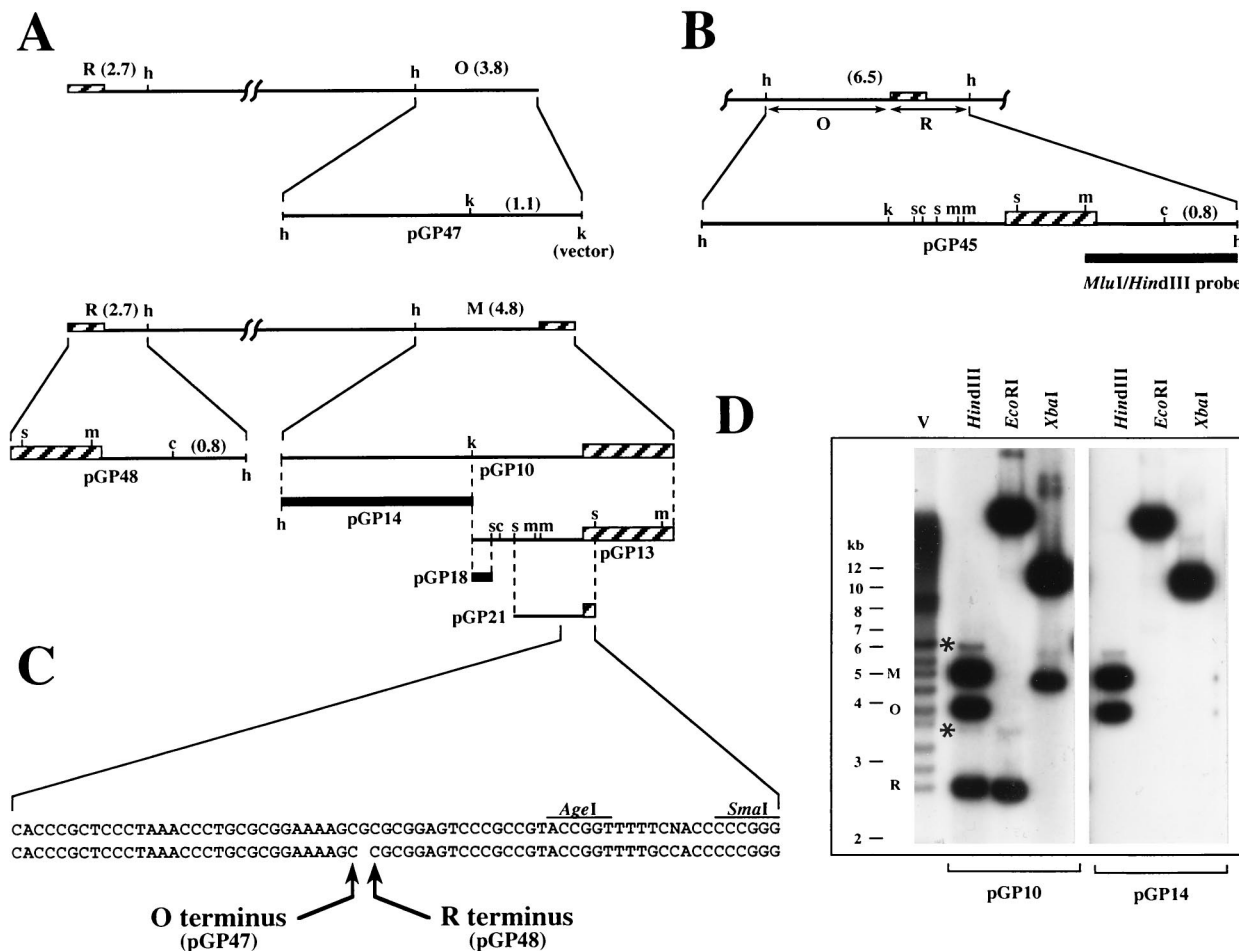 A
R (2.7)
h
h
O (3.8)
k
(1.1)
h
pGP47
k
(vector)
R (2.7)
h
h
M (4.8)
s
m
c
(0.8)
pGP48
h
k
pGP10
pGP14
h
sc
s
mm
s
m
pGP13
pGP18
pGP21
B
h
(6.5)
h
O
R
k
sc
s
mm
s
m
c
(0.8)
h
pGP45
h
MluI/HindIII probe
C
AgeI
SmaI
CACCCGCTCCCTAAACCCTGCGCGGAAAAGCGCGCGGAGTCCCGCCGTACCGGTTTTTCNACCCCCCGGG
CACCCGCTCCCTAAACCCTGCGCGGAAAAGC CGCGGAGTCCCGCCGTACCGGTTTTGCCACCCCCCGGG
O terminus
(pGP47)
R terminus
(pGP48)
D
V
HindIII
EcoRI
XbaI
HindIII
EcoRI
XbaI
kb
12
10
8
7
6
*
5
M
4
O
*
3
R
2
pGP10
pGP14